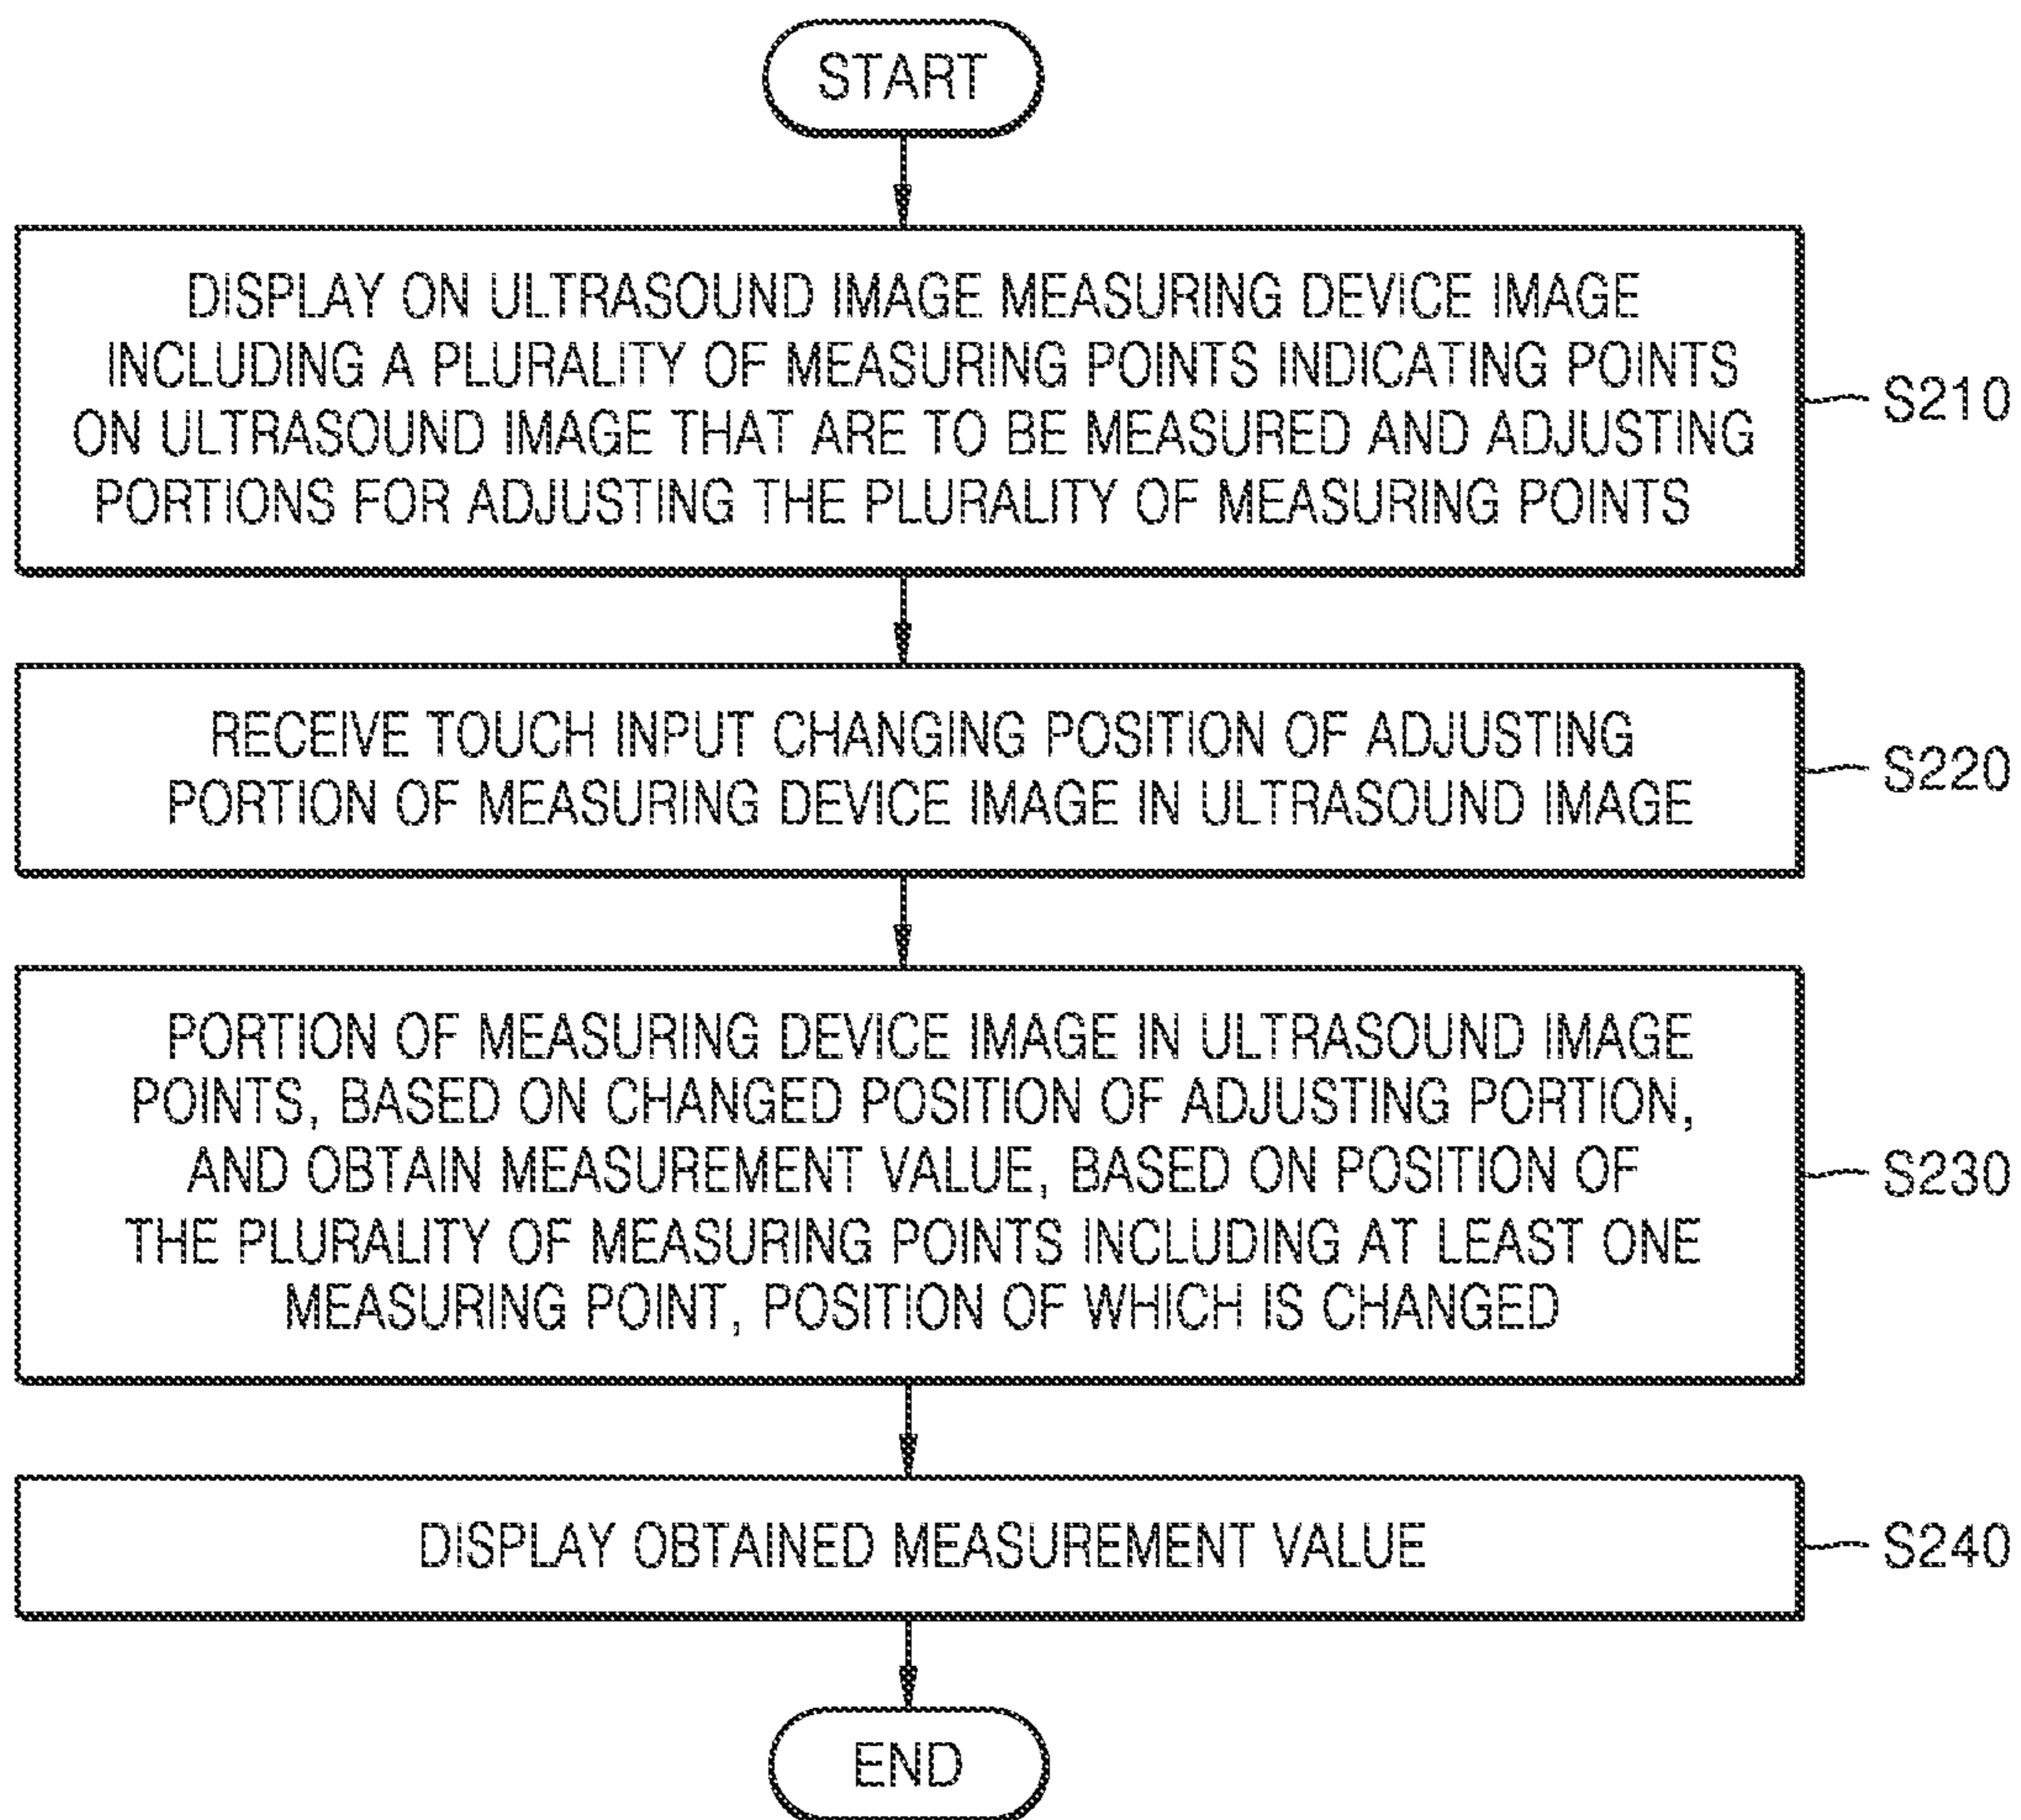 START
DISPLAY ON ULTRASOUND IMAGE MEASURING DEVICE IMAGE
INCLUDING A PLURALITY OF MEASURING POINTS INDICATING POINTS
ON ULTRASOUND IMAGE THAT ARE TO BE MEASURED AND ADJUSTING
PORTIONS FOR ADJUSTING THE PLURALITY OF MEASURING POINTS
S210
RECEIVE TOUCH INPUT CHANGING POSITION OF ADJUSTING
PORTION OF MEASURING DEVICE IMAGE IN ULTRASOUND IMAGE
S220
PORTION OF MEASURING DEVICE IMAGE IN ULTRASOUND IMAGE
POINTS, BASED ON CHANGED POSITION OF ADJUSTING PORTION,
AND OBTAIN MEASUREMENT VALUE, BASED ON POSITION OF
THE PLURALITY OF MEASURING POINTS INCLUDING AT LEAST ONE
MEASURING POINT, POSITION OF WHICH IS CHANGED
S230
DISPLAY OBTAINED MEASUREMENT VALUE
S240
END